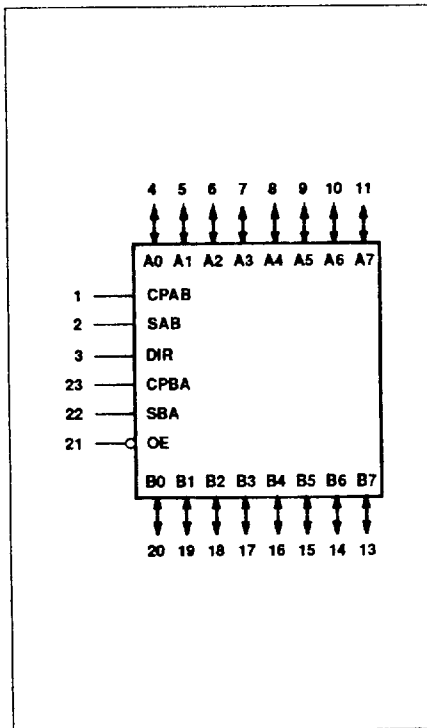 4 5 6 7 8 9 10 11
A0 A1 A2 A3 A4 A5 A6 A7
1 CPAB
2 SAB
3 DIR
23 CPBA
22 SBA
21 OE
B0 B1 B2 B3 B4 B5 B6 B7
20 19 18 17 16 15 14 13